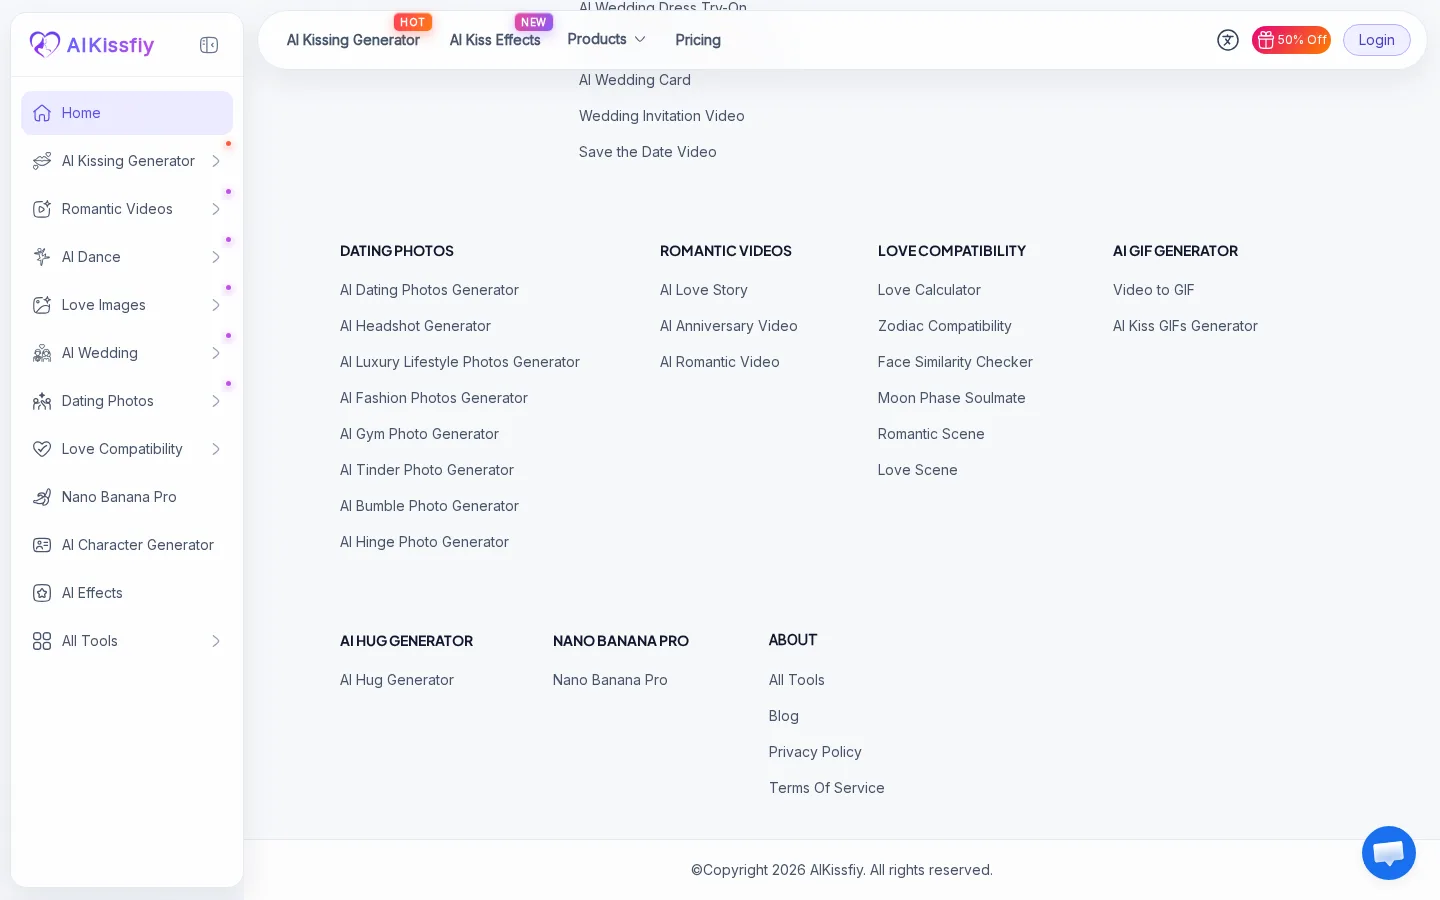 AIKissfiy
Home
AI Kissing Generator
Romantic Videos
AI Dance
Love Images
AI Wedding
Dating Photos
Love Compatibility
Nano Banana Pro
AI Character Generator
AI Effects
All Tools
AI Wedding Dress Try-On
AI Kissing Generator
HOT
AI Kiss Effects
NEW
Products
Pricing
50% Off
Login
AI Wedding Card
Wedding Invitation Video
Save the Date Video
DATING PHOTOS
AI Dating Photos Generator
AI Headshot Generator
AI Luxury Lifestyle Photos Generator
AI Fashion Photos Generator
AI Gym Photo Generator
AI Tinder Photo Generator
AI Bumble Photo Generator
AI Hinge Photo Generator
ROMANTIC VIDEOS
AI Love Story
AI Anniversary Video
AI Romantic Video
LOVE COMPATIBILITY
Love Calculator
Zodiac Compatibility
Face Similarity Checker
Moon Phase Soulmate
Romantic Scene
Love Scene
AI GIF GENERATOR
Video to GIF
AI Kiss GIFs Generator
AI HUG GENERATOR
AI Hug Generator
NANO BANANA PRO
Nano Banana Pro
ABOUT
All Tools
Blog
Privacy Policy
Terms Of Service
©Copyright 2026 AIKissfiy. All rights reserved.